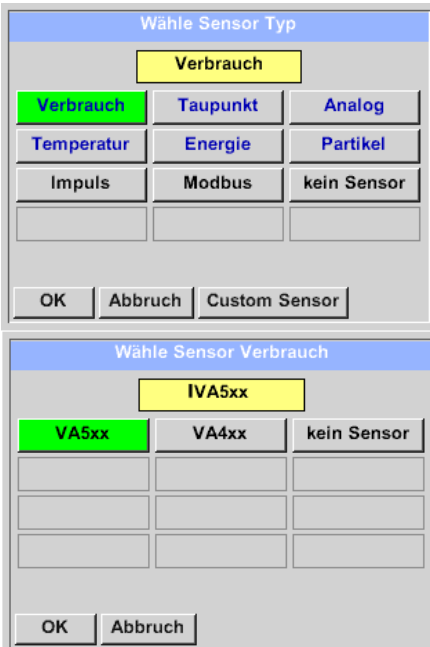 Wähle Sensor Typ
Verbrauch
Verbrauch Taupunkt Analog
Temperatur Energie Partikel
Impuls Modbus kein Sensor
OK Abbruch Custom Sensor
Wähle Sensor Verbrauch
IVA5xx
VA5xx VA4xx kein Sensor
OK Abbruch